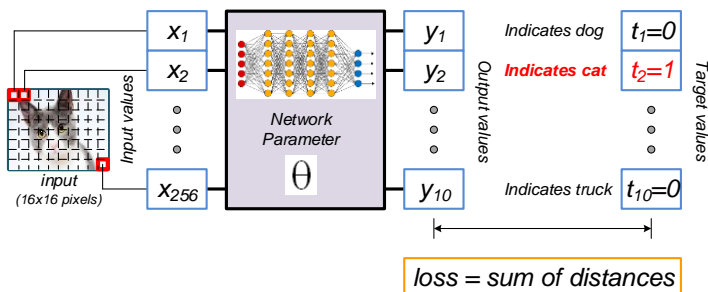 x1
x2
x256
Input values
input
(16x16 pixels)
Network
Parameter
θ
y1
y2
y10
Output values
Indicates dog
Indicates cat
Indicates truck
t1=0
t2=1
t10=0
Target values
loss = sum of distances